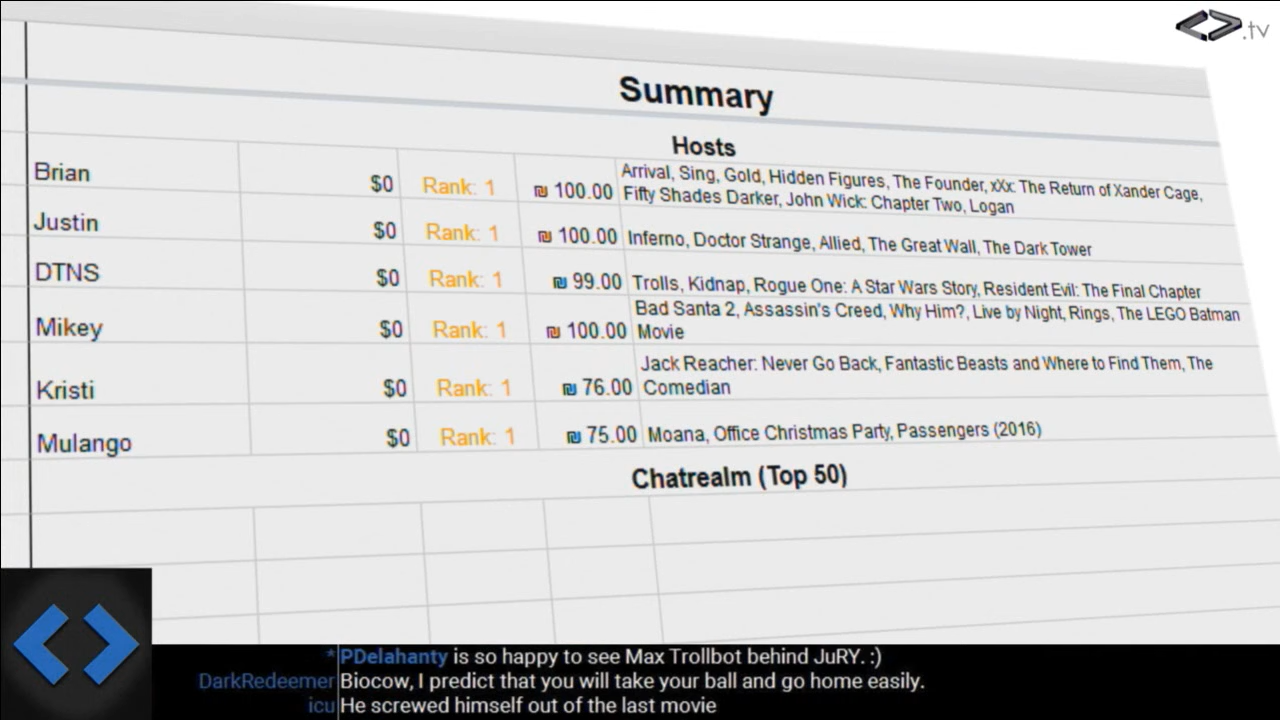 .tv
Summary
Hosts
Brian $0 Rank: 1 ₪ 100.00 Arrival, Sing, Gold, Hidden Figures, The Founder, xXx: The Return of Xander Cage,
Fifty Shades Darker, John Wick: Chapter Two, Logan
Justin $0 Rank: 1 ₪ 100.00 Inferno, Doctor Strange, Allied, The Great Wall, The Dark Tower
DTNS $0 Rank: 1 ₪ 99.00 Trolls, Kidnap, Rogue One: A Star Wars Story, Resident Evil: The Final Chapter
Mikey $0 Rank: 1 ₪ 100.00 Bad Santa 2, Assassin's Creed, Why Him?, Live by Night, Rings, The LEGO Batman
Movie
Kristi $0 Rank: 1 ₪ 76.00 Jack Reacher: Never Go Back, Fantastic Beasts and Where to Find Them, The
Comedian
Mulango $0 Rank: 1 ₪ 75.00 Moana, Office Christmas Party, Passengers (2016)
Chatrealm (Top 50)
* PDelahanty is so happy to see Max Trollbot behind JuRY. :)
DarkRedeemer Biocow, I predict that you will take your ball and go home easily.
icu He screwed himself out of the last movie